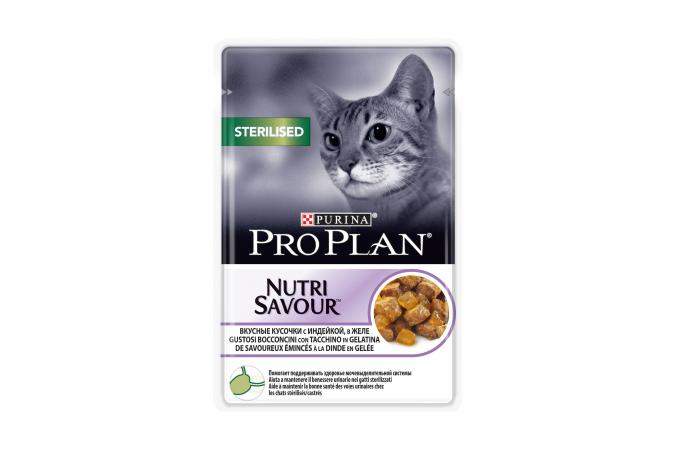 STERILISED
PURINA®
PRO PLAN®
NUTRI
SAVOUR™
ВКУСНЫЕ КУСОЧКИ С ИНДЕЙКОЙ, В ЖЕЛЕ
GUSTOSI BOCCONCINI CON TACCHINO IN GELATINA
DE SAVOUREUX ÉMINCÉS À LA DINDE EN GELÉE
Помогает поддерживать здоровье мочевыделительной системы
Aiuta a mantenere il benessere urinario nei gatti sterilizzati
Aide à maintenir la bonne santé des voies urinaires chez
les chats stérilisés/castrés